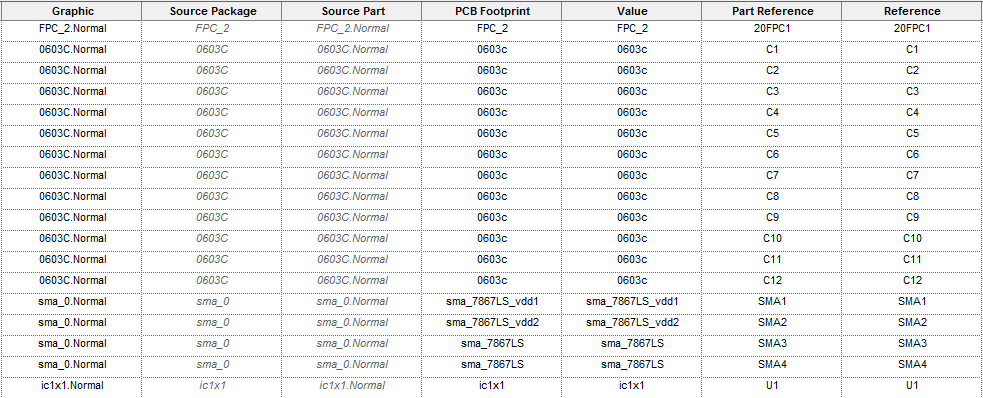 Graphic Source Package Source Part PCB Footprint Value Part Reference Reference
FPC_2.Normal FPC_2 FPC_2.Normal FPC_2 FPC_2 20FPC1 20FPC1
0603C.Normal 0603C 0603C.Normal 0603c 0603c C1 C1
0603C.Normal 0603C 0603C.Normal 0603c 0603c C2 C2
0603C.Normal 0603C 0603C.Normal 0603c 0603c C3 C3
0603C.Normal 0603C 0603C.Normal 0603c 0603c C4 C4
0603C.Normal 0603C 0603C.Normal 0603c 0603c C5 C5
0603C.Normal 0603C 0603C.Normal 0603c 0603c C6 C6
0603C.Normal 0603C 0603C.Normal 0603c 0603c C7 C7
0603C.Normal 0603C 0603C.Normal 0603c 0603c C8 C8
0603C.Normal 0603C 0603C.Normal 0603c 0603c C9 C9
0603C.Normal 0603C 0603C.Normal 0603c 0603c C10 C10
0603C.Normal 0603C 0603C.Normal 0603c 0603c C11 C11
0603C.Normal 0603C 0603C.Normal 0603c 0603c C12 C12
sma_0.Normal sma_0 sma_0.Normal sma_7867LS_vdd1 sma_7867LS_vdd1 SMA1 SMA1
sma_0.Normal sma_0 sma_0.Normal sma_7867LS_vdd2 sma_7867LS_vdd2 SMA2 SMA2
sma_0.Normal sma_0 sma_0.Normal sma_7867LS sma_7867LS SMA3 SMA3
sma_0.Normal sma_0 sma_0.Normal sma_7867LS sma_7867LS SMA4 SMA4
ic1x1.Normal ic1x1 ic1x1.Normal ic1x1 ic1x1 U1 U1